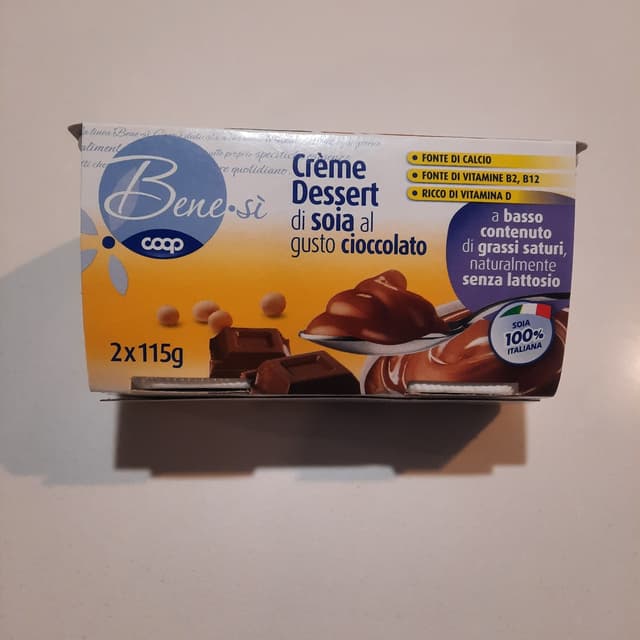 Bene•sì
coop
Crème
Dessert
di soia al
gusto cioccolato
• FONTE DI CALCIO
• FONTE DI VITAMINE B2, B12
• RICCO DI VITAMINA D
a basso
contenuto
di grassi saturi,
naturalmente
senza lattosio
SOIA
100%
ITALIANA
2x115g